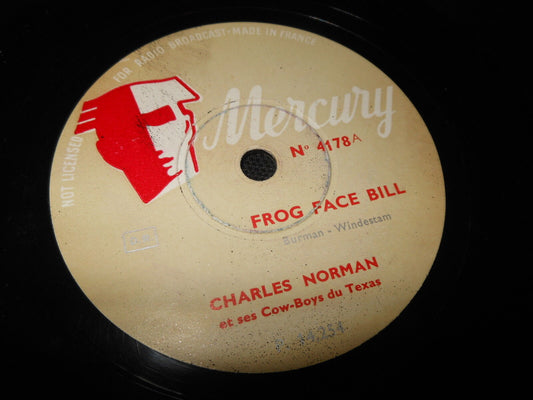 NOT LICENSED FOR RADIO BROADCAST - MADE IN FRANCE
Mercury
Nº 4178A
FROG FACE BILL
Burman - Windestam
CHARLES NORMAN
et ses Cow-Boys du Texas